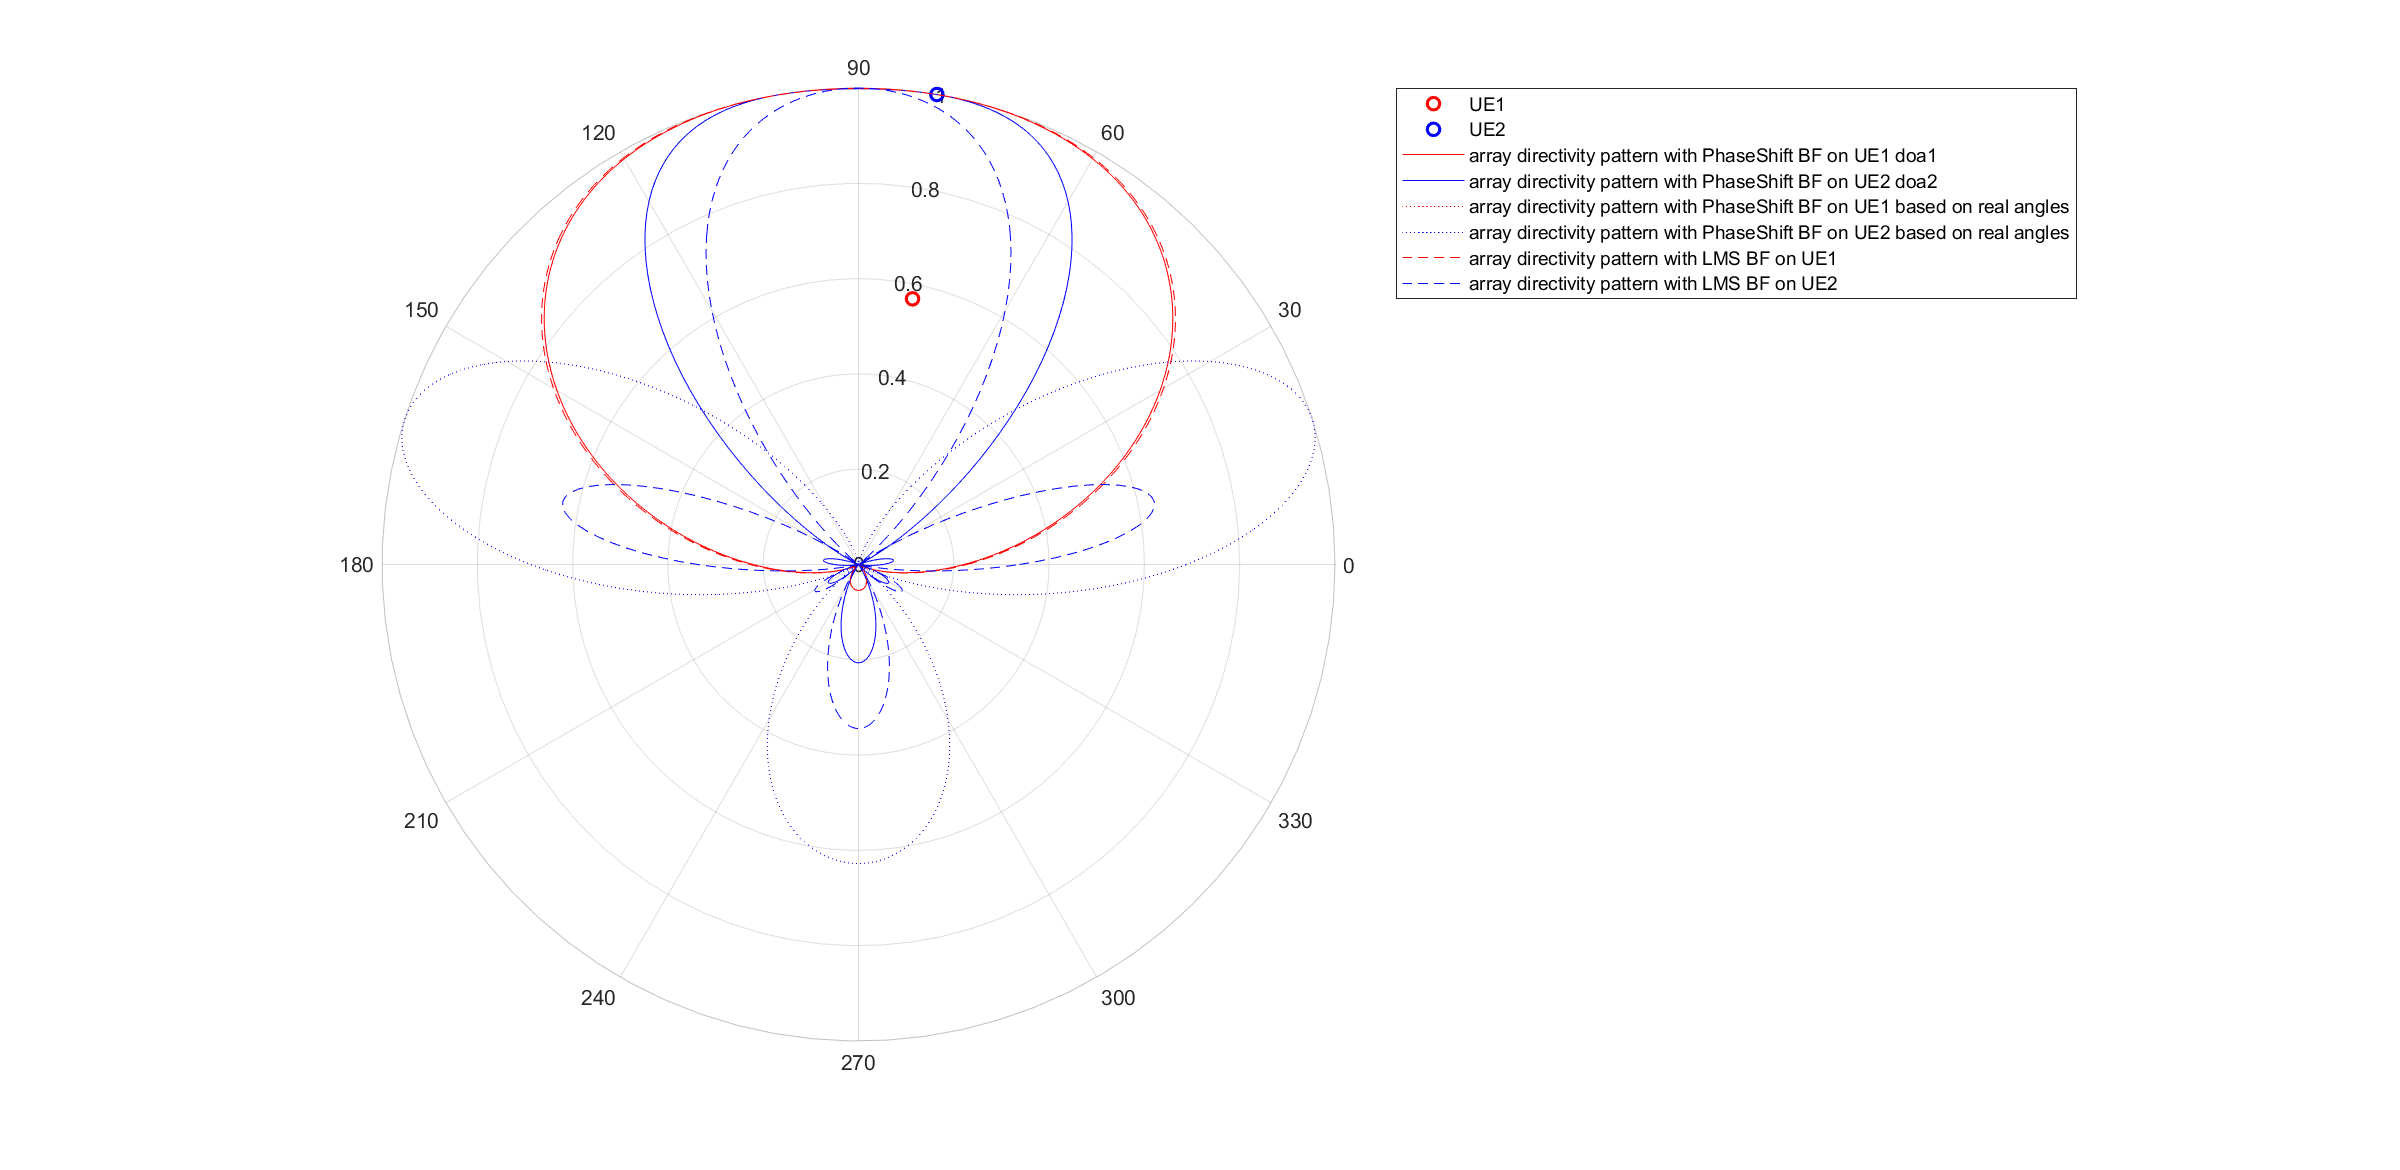 90
120
60
UE1
UE2
array directivity pattern with PhaseShift BF on UE1 doa1
array directivity pattern with PhaseShift BF on UE2 doa2
array directivity pattern with PhaseShift BF on UE1 based on real angles
array directivity pattern with PhaseShift BF on UE2 based on real angles
array directivity pattern with LMS BF on UE1
array directivity pattern with LMS BF on UE2
0.8
0.6
150
30
0.4
0.2
180
0
0
210
330
240
300
270